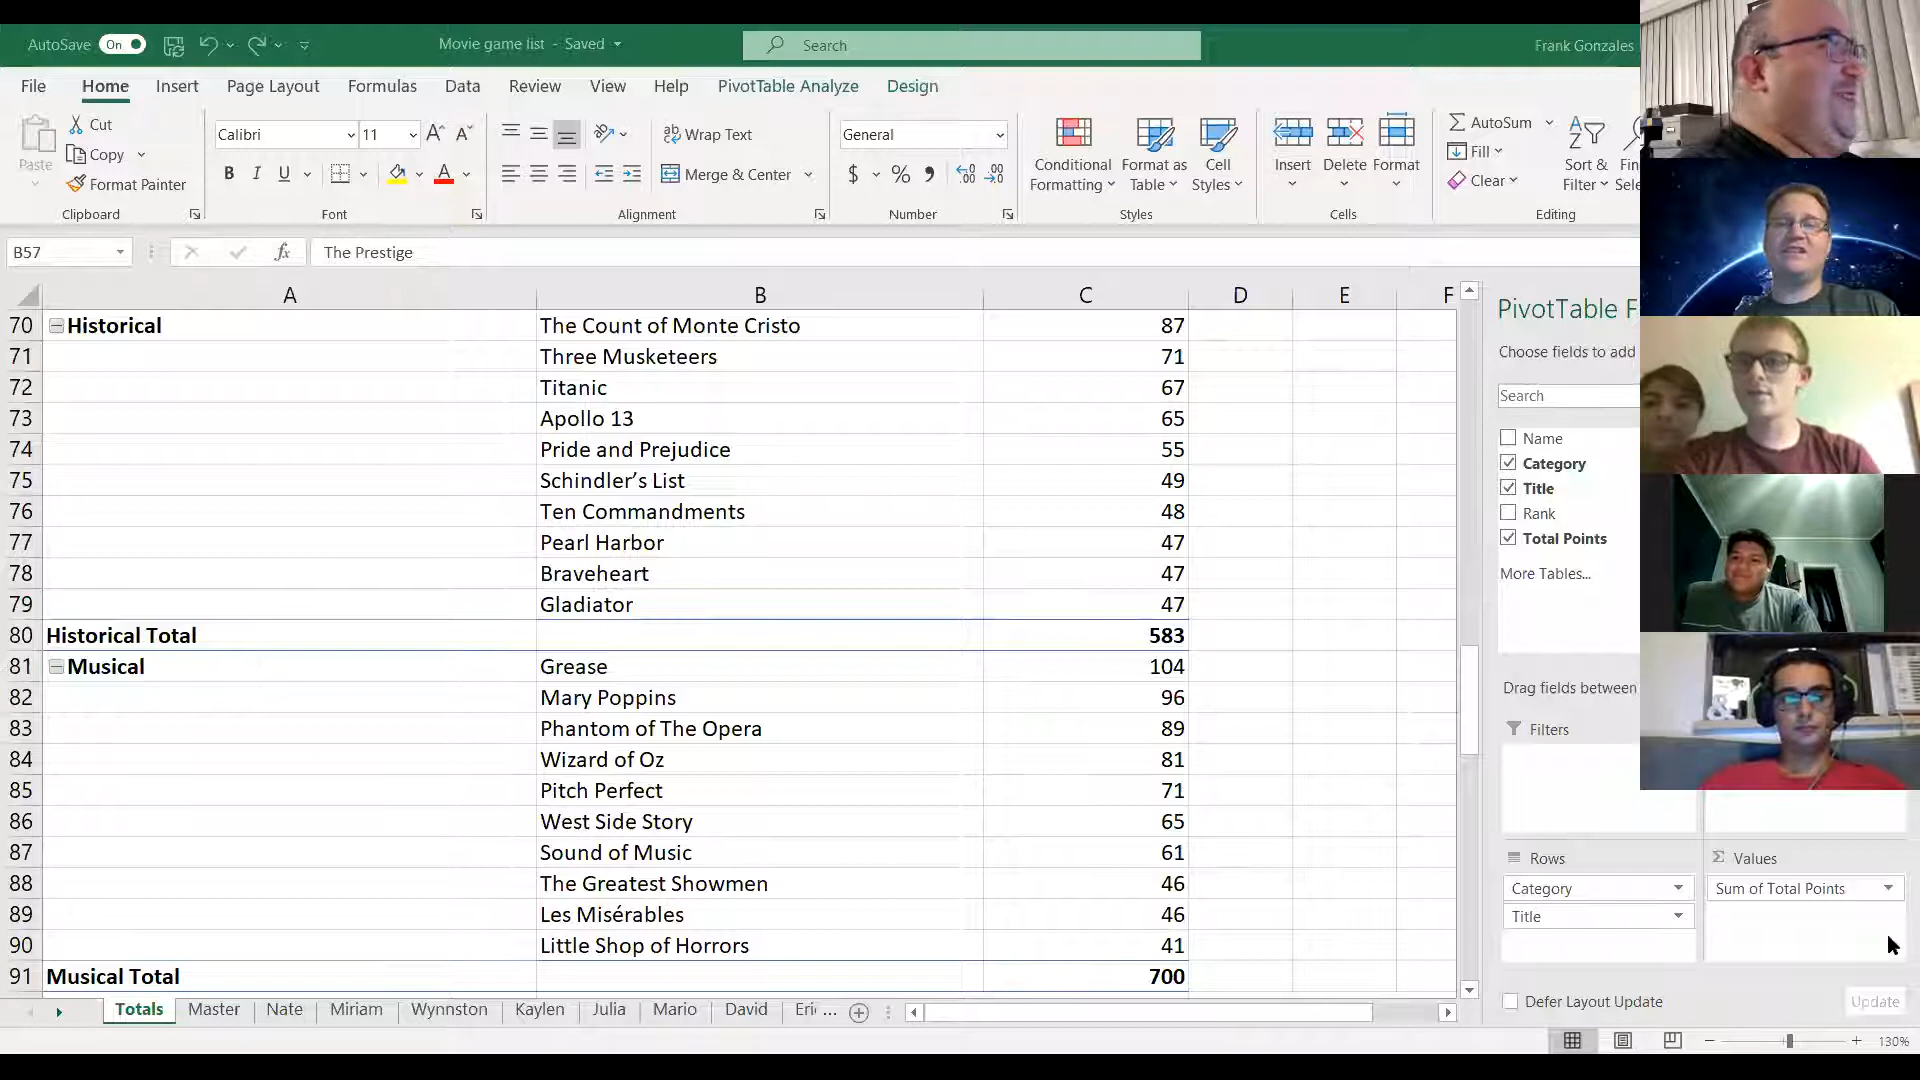 AutoSave On Movie game list - Saved Search Frank Gonzales
File Home Insert Page Layout Formulas Data Review View Help PivotTable Analyze Design
Paste Cut Copy Format Painter
Clipboard
Calibri 11
B I U A
Font
ab Wrap Text
Merge & Center
Alignment
General
$ % 9 .00 .00
Number
Conditional Formatting Format as Table Cell Styles
Styles
Insert Delete Format
Cells
AutoSum
Fill
Clear
Sort & Filter
Editing
B57 fx The Prestige
A B C D E F
70 Historical The Count of Monte Cristo 87
71 Three Musketeers 71
72 Titanic 67
73 Apollo 13 65
74 Pride and Prejudice 55
75 Schindler’s List 49
76 Ten Commandments 48
77 Pearl Harbor 47
78 Braveheart 47
79 Gladiator 47
80 Historical Total 583
81 Musical Grease 104
82 Mary Poppins 96
83 Phantom of The Opera 89
84 Wizard of Oz 81
85 Pitch Perfect 71
86 West Side Story 65
87 Sound of Music 61
88 The Greatest Showmen 46
89 Les Misérables 46
90 Little Shop of Horrors 41
91 Musical Total 700
PivotTable F
Choose fields to add
Search
Name
Category
Title
Rank
Total Points
More Tables...
Drag fields between
Filters
Rows Values
Category Sum of Total Points
Title
Defer Layout Update Update
Totals Master Nate Miriam Wynnston Kaylen Julia Mario David Eri ...
130%